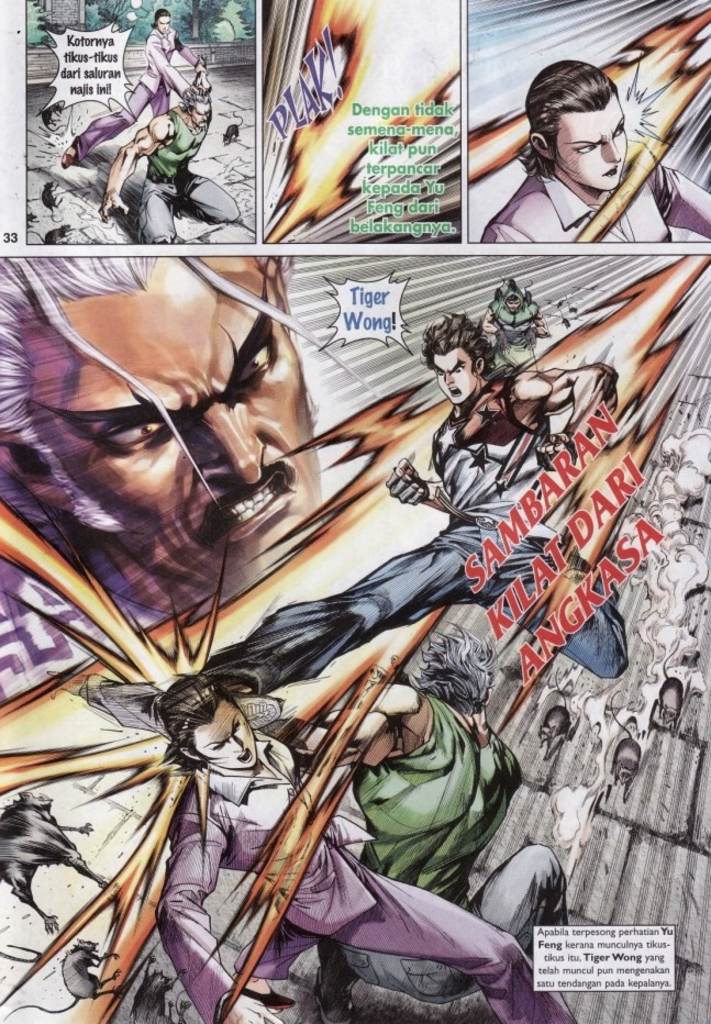 Kotornya
tikus-tikus
dari saluran
najis ini!
PLAK!
Dengan tidak
semena-mena
kilat pun
terpancar
kepada Yu
Feng dari
belakangnya.
33
Tiger
Wong!
SAMBARAN
KILAT DARI
ANGKASA
Apabila terpesong perhatian Yu
Feng kerana munculnya tikus-
tikus itu, Tiger Wong yang
telah muncul pun mengenakan
satu tendangan pada kepalanya.